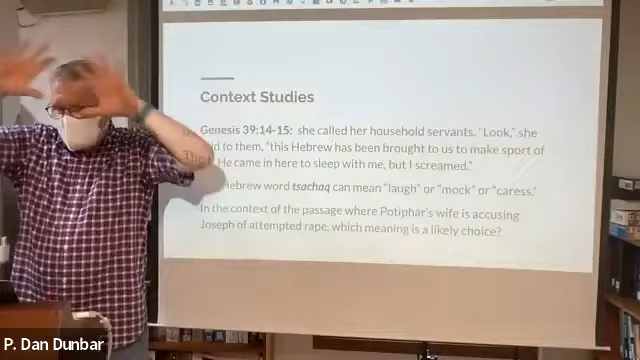 Context Studies
Genesis 39:14-15: she called her household servants. "Look," she
to them, "this Hebrew has been brought to us to make sport of
He came in here to sleep with me, but I screamed."
Hebrew word tsachaq can mean "laugh" or "mock" or "caress."
In the context of the passage where Potiphar's wife is accusing
Joseph of attempted rape, which meaning is a likely choice?
P. Dan Dunbar